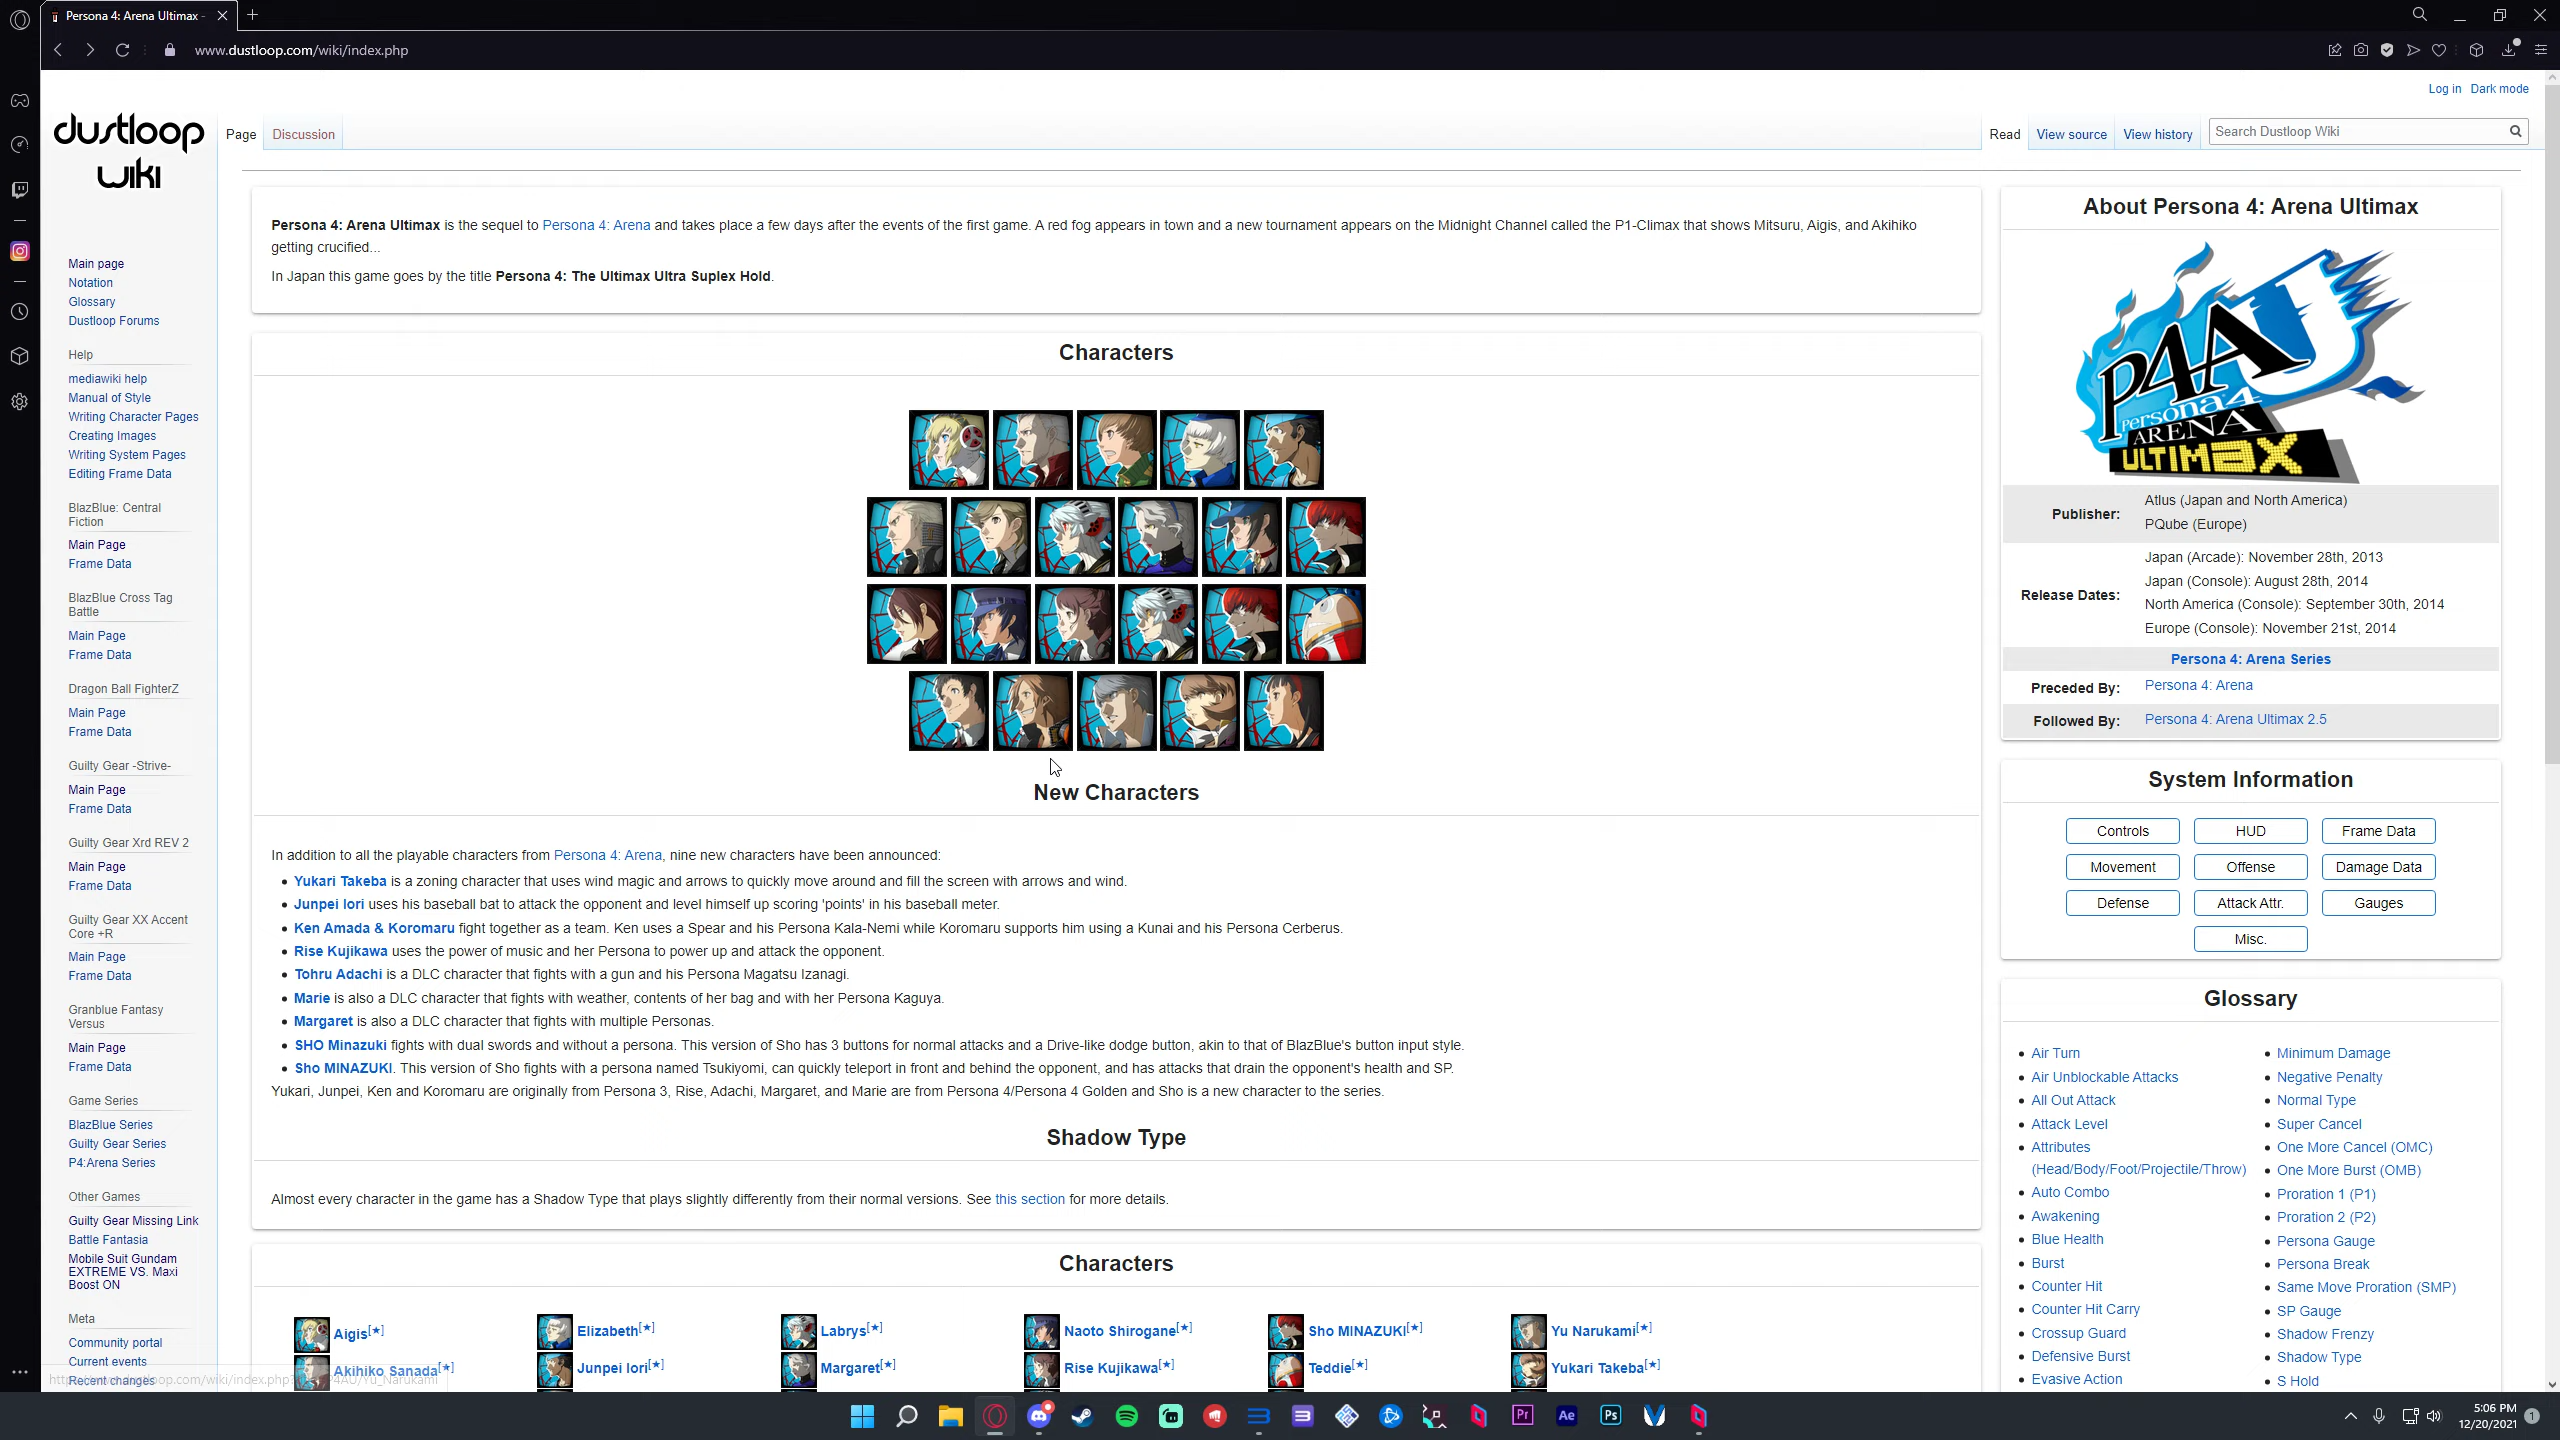 Persona 4: Arena Ultimax -
www.dustloop.com/wiki/index.php
Log in Dark mode
dustloop
wiki
Page Discussion
Read View source View history Search Dustloop Wiki
Main page
Notation
Glossary
Dustloop Forums
Help
mediawiki help
Manual of Style
Writing Character Pages
Creating Images
Writing System Pages
Editing Frame Data
BlazBlue: Central
Fiction
Main Page
Frame Data
BlazBlue Cross Tag
Battle
Main Page
Frame Data
Dragon Ball FighterZ
Main Page
Frame Data
Guilty Gear -Strive-
Main Page
Frame Data
Guilty Gear Xrd REV 2
Main Page
Frame Data
Guilty Gear XX Accent
Core +R
Main Page
Frame Data
Granblue Fantasy
Versus
Main Page
Frame Data
Game Series
BlazBlue Series
Guilty Gear Series
P4:Arena Series
Other Games
Guilty Gear Missing Link
Battle Fantasia
Mobile Suit Gundam
EXTREME VS. Maxi
Boost ON
Meta
Community portal
Current events
Recent changes
Persona 4: Arena Ultimax is the sequel to Persona 4: Arena and takes place a few days after the events of the first game. A red fog appears in town and a new tournament appears on the Midnight Channel called the P1-Climax that shows Mitsuru, Aigis, and Akihiko
getting crucified...
In Japan this game goes by the title Persona 4: The Ultimax Ultra Suplex Hold.
Characters
New Characters
In addition to all the playable characters from Persona 4: Arena, nine new characters have been announced:
• Yukari Takeba is a zoning character that uses wind magic and arrows to quickly move around and fill the screen with arrows and wind.
• Junpei Iori uses his baseball bat to attack the opponent and level himself up scoring 'points' in his baseball meter.
• Ken Amada & Koromaru fight together as a team. Ken uses a Spear and his Persona Kala-Nemi while Koromaru supports him using a Kunai and his Persona Cerberus.
• Rise Kujikawa uses the power of music and her Persona to power up and attack the opponent.
• Tohru Adachi is a DLC character that fights with a gun and his Persona Magatsu Izanagi.
• Marie is also a DLC character that fights with weather, contents of her bag and with her Persona Kaguya.
• Margaret is also a DLC character that fights with multiple Personas.
• SHO Minazuki fights with dual swords and without a persona. This version of Sho has 3 buttons for normal attacks and a Drive-like dodge button, akin to that of BlazBlue's button input style.
• Sho MINAZUKI. This version of Sho fights with a persona named Tsukiyomi, can quickly teleport in front and behind the opponent, and has attacks that drain the opponent's health and SP.
Yukari, Junpei, Ken and Koromaru are originally from Persona 3, Rise, Adachi, Margaret, and Marie are from Persona 4/Persona 4 Golden and Sho is a new character to the series.
Shadow Type
Almost every character in the game has a Shadow Type that plays slightly differently from their normal versions. See this section for more details.
Characters
Aigis[★] Elizabeth[★] Labrys[★] Naoto Shirogane[★] Sho MINAZUKI[★] Yu Narukami[★]
Akihiko Sanada[★] Junpei Iori[★] Margaret[★] Rise Kujikawa[★] Teddie[★] Yukari Takeba[★]
About Persona 4: Arena Ultimax
P4AU
Persona4
ARENA
ULTIMAX
Publisher: Atlus (Japan and North America)
PQube (Europe)
Release Dates: Japan (Arcade): November 28th, 2013
Japan (Console): August 28th, 2014
North America (Console): September 30th, 2014
Europe (Console): November 21st, 2014
Persona 4: Arena Series
Preceded By: Persona 4: Arena
Followed By: Persona 4: Arena Ultimax 2.5
System Information
Controls HUD Frame Data
Movement Offense Damage Data
Defense Attack Attr. Gauges
Misc.
Glossary
• Air Turn
• Air Unblockable Attacks
• All Out Attack
• Attack Level
• Attributes
(Head/Body/Foot/Projectile/Throw)
• Auto Combo
• Awakening
• Blue Health
• Burst
• Counter Hit
• Counter Hit Carry
• Crossup Guard
• Defensive Burst
• Evasive Action
• Minimum Damage
• Negative Penalty
• Normal Type
• Super Cancel
• One More Cancel (OMC)
• One More Burst (OMB)
• Proration 1 (P1)
• Proration 2 (P2)
• Persona Gauge
• Persona Break
• Same Move Proration (SMP)
• SP Gauge
• Shadow Frenzy
• Shadow Type
• S Hold
Pr Ae Ps
5:06 PM
12/20/2021
1